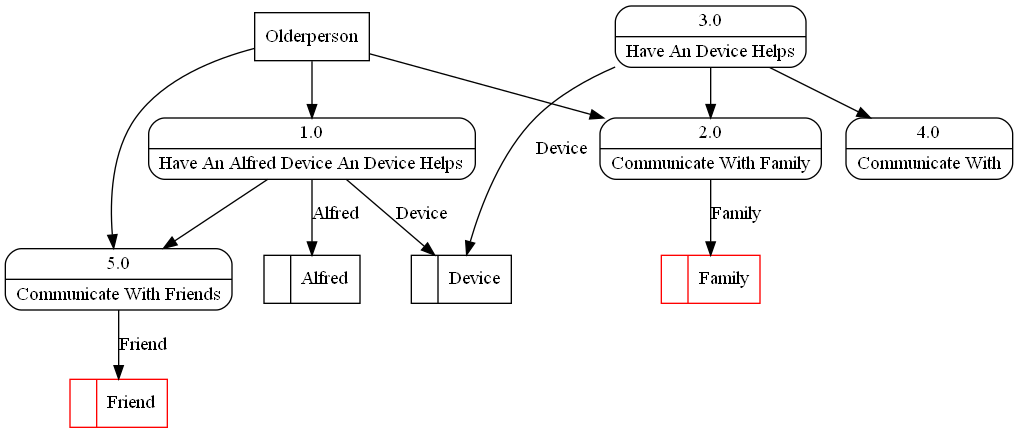 Olderperson
3.0
Have An Device Helps
1.0
Have An Alfred Device An Device Helps
Device
2.0
Communicate With Family
4.0
Communicate With
Alfred
Device
Family
5.0
Communicate With Friends
Alfred
Device
Family
Friend
Friend